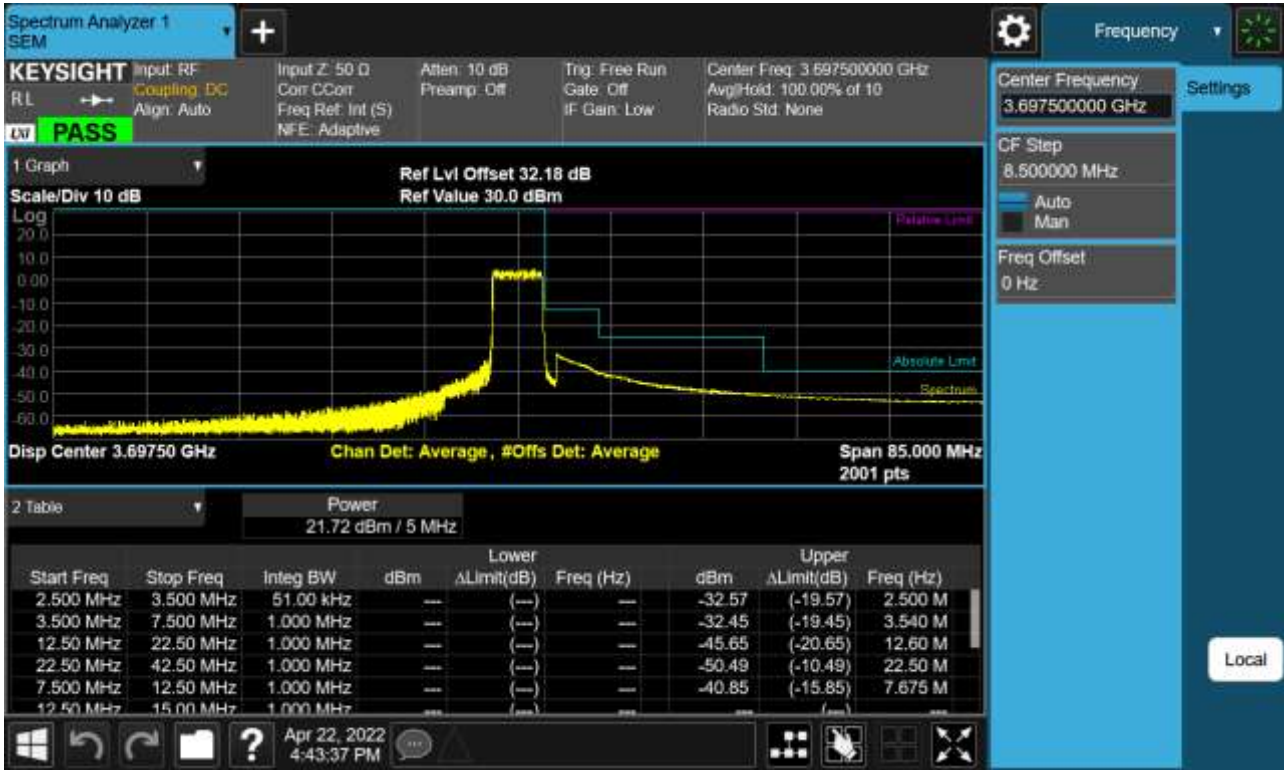 Spectrum Analyzer 1
SEM
+
Frequency
KEYSIGHT
RL
LXI
PASS
Input: RF
Coupling: DC
Align: Auto
Input Z: 50 Ω
Corr CCorr
Freq Ref: Int (S)
NFE: Adaptive
Atten: 10 dB
Preamp: Off
Trig: Free Run
Gate: Off
IF Gain: Low
Center Freq: 3.697500000 GHz
Avg|Hold: 100.00% of 10
Radio Std: None
Center Frequency
3.697500000 GHz
Settings
CF Step
8.500000 MHz
Auto
Man
Freq Offset
0 Hz
1 Graph
Scale/Div 10 dB
Ref Lvl Offset 32.18 dB
Ref Value 30.0 dBm
Log
20.0
10.0
0.00
-10.0
-20.0
-30.0
-40.0
-50.0
-60.0
Relative Limit
Absolute Limit
Spectrum
Disp Center 3.69750 GHz
Chan Det: Average, #Offs Det: Average
Span 85.000 MHz
2001 pts
2 Table
Power
21.72 dBm / 5 MHz
Lower Upper
Start Freq Stop Freq Integ BW dBm ΔLimit(dB) Freq (Hz) dBm ΔLimit(dB) Freq (Hz)
2.500 MHz 3.500 MHz 51.00 kHz --- (---) --- -32.57 (-19.57) 2.500 M
3.500 MHz 7.500 MHz 1.000 MHz --- (---) --- -32.45 (-19.45) 3.540 M
12.50 MHz 22.50 MHz 1.000 MHz --- (---) --- -45.65 (-20.65) 12.60 M
22.50 MHz 42.50 MHz 1.000 MHz --- (---) --- -50.49 (-10.49) 22.50 M
7.500 MHz 12.50 MHz 1.000 MHz --- (---) --- -40.85 (-15.85) 7.675 M
12.50 MHz 15.00 MHz 1.000 MHz --- (---) --- --- (---) ---
Local
?
Apr 22, 2022
4:43:37 PM